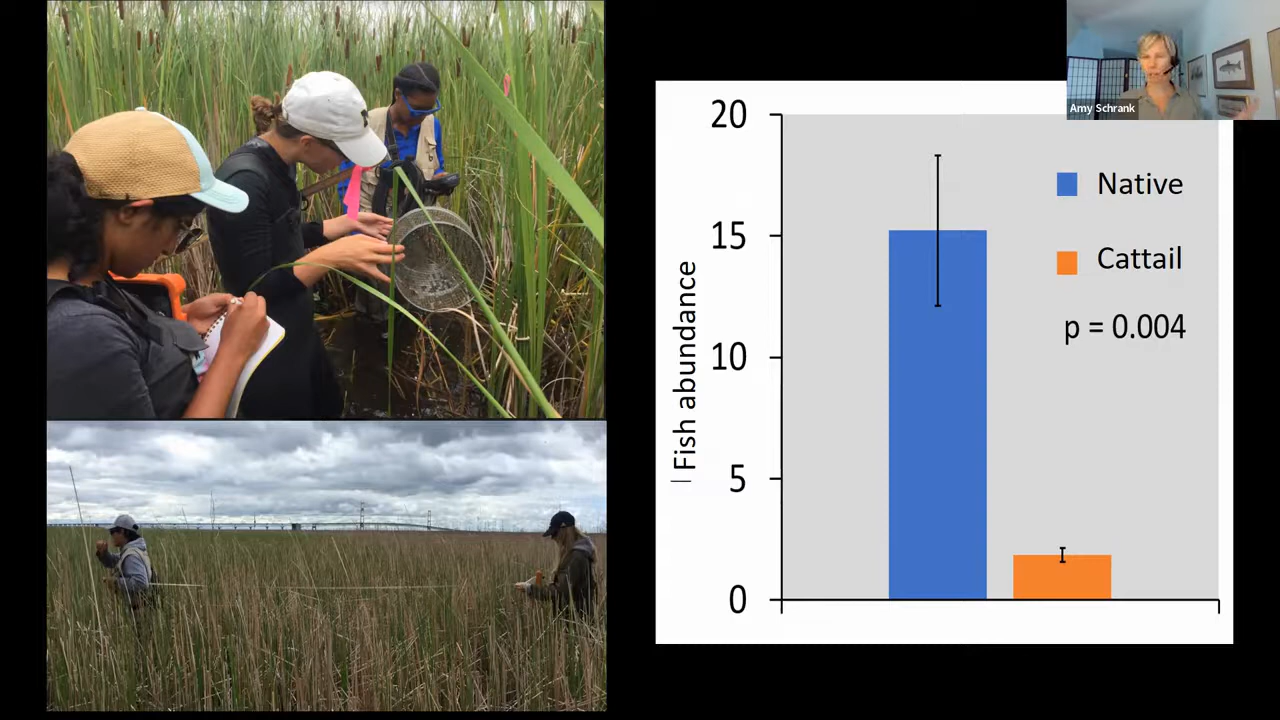 Amy Schrank
20
15
10
5
0
Fish abundance
Native
Cattail
p = 0.004